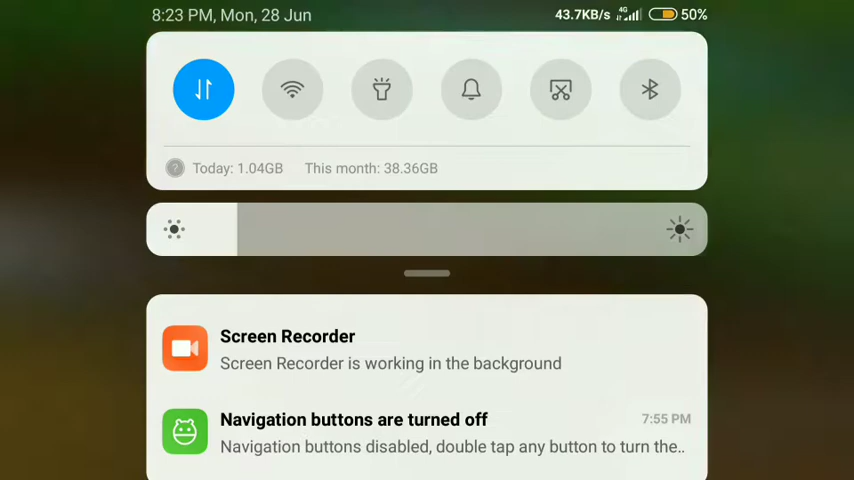 8:23 PM, Mon, 28 Jun 43.7KB/s 4G 50%
Today: 1.04GB This month: 38.36GB
Screen Recorder
Screen Recorder is working in the background
Navigation buttons are turned off 7:55 PM
Navigation buttons disabled, double tap any button to turn the..